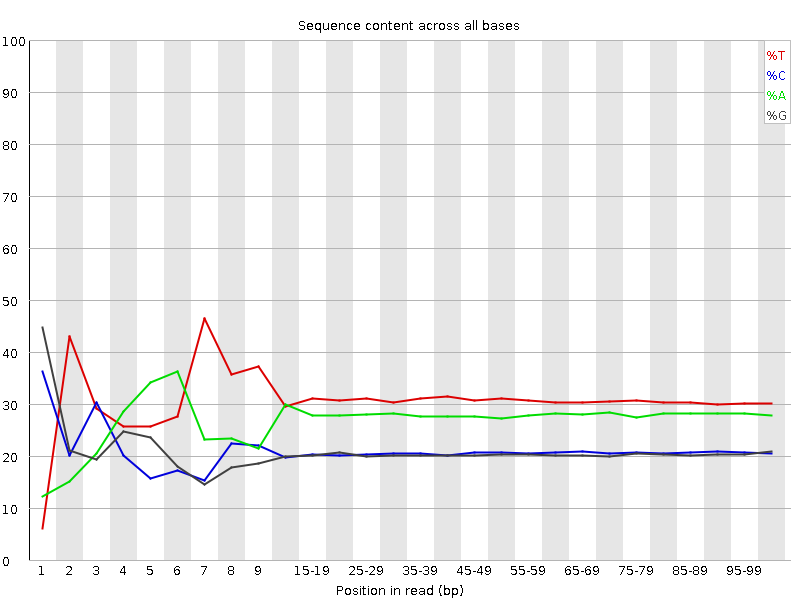 Sequence content across all bases
100
90
80
70
60
50
40
30
20
10
0
%T
%C
%A
%G
1 2 3 4 5 6 7 8 9 15-19 25-29 35-39 45-49 55-59 65-69 75-79 85-89 95-99
Position in read (bp)